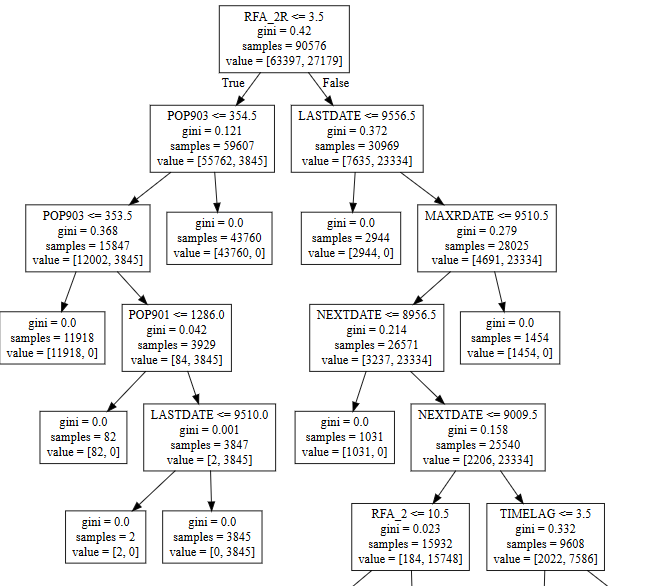 RFA_2R <= 3.5
gini = 0.42
samples = 90576
value = [63397, 27179]
True
False
POP903 <= 354.5
gini = 0.121
samples = 59607
value = [55762, 3845]
LASTDATE <= 9556.5
gini = 0.372
samples = 30969
value = [7635, 23334]
POP903 <= 353.5
gini = 0.368
samples = 15847
value = [12002, 3845]
gini = 0.0
samples = 43760
value = [43760, 0]
gini = 0.0
samples = 2944
value = [2944, 0]
MAXRDATE <= 9510.5
gini = 0.279
samples = 28025
value = [4691, 23334]
gini = 0.0
samples = 11918
value = [11918, 0]
POP901 <= 1286.0
gini = 0.042
samples = 3929
value = [84, 3845]
NEXTDATE <= 8956.5
gini = 0.214
samples = 26571
value = [3237, 23334]
gini = 0.0
samples = 1454
value = [1454, 0]
gini = 0.0
samples = 82
value = [82, 0]
LASTDATE <= 9510.0
gini = 0.001
samples = 3847
value = [2, 3845]
gini = 0.0
samples = 1031
value = [1031, 0]
NEXTDATE <= 9009.5
gini = 0.158
samples = 25540
value = [2206, 23334]
gini = 0.0
samples = 2
value = [2, 0]
gini = 0.0
samples = 3845
value = [0, 3845]
RFA_2 <= 10.5
gini = 0.023
samples = 15932
value = [184, 15748]
TIMELAG <= 3.5
gini = 0.332
samples = 9608
value = [2022, 7586]